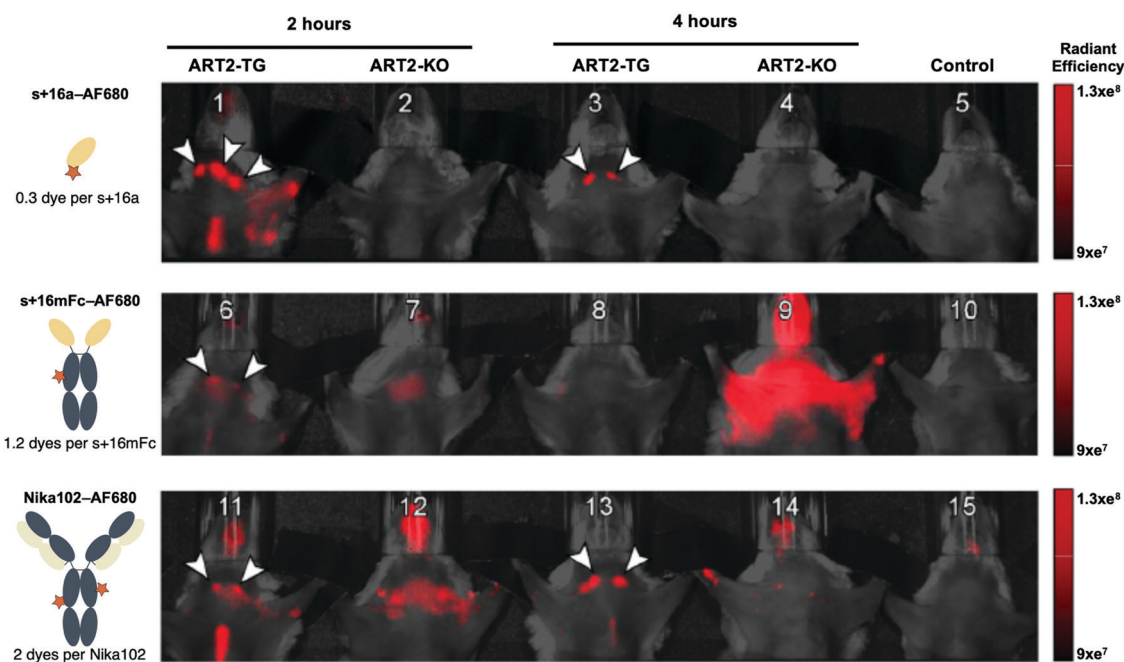 2 hours
4 hours
ART2-TG
ART2-KO
ART2-TG
ART2-KO
Control
Radiant
Efficiency
s+16a–AF680
0.3 dye per s+16a
1
2
3
4
5
1.3xe⁸
9xe⁷
s+16mFc–AF680
1.2 dyes per s+16mFc
6
7
8
9
10
1.3xe⁸
9xe⁷
Nika102–AF680
2 dyes per Nika102
11
12
13
14
15
1.3xe⁸
9xe⁷